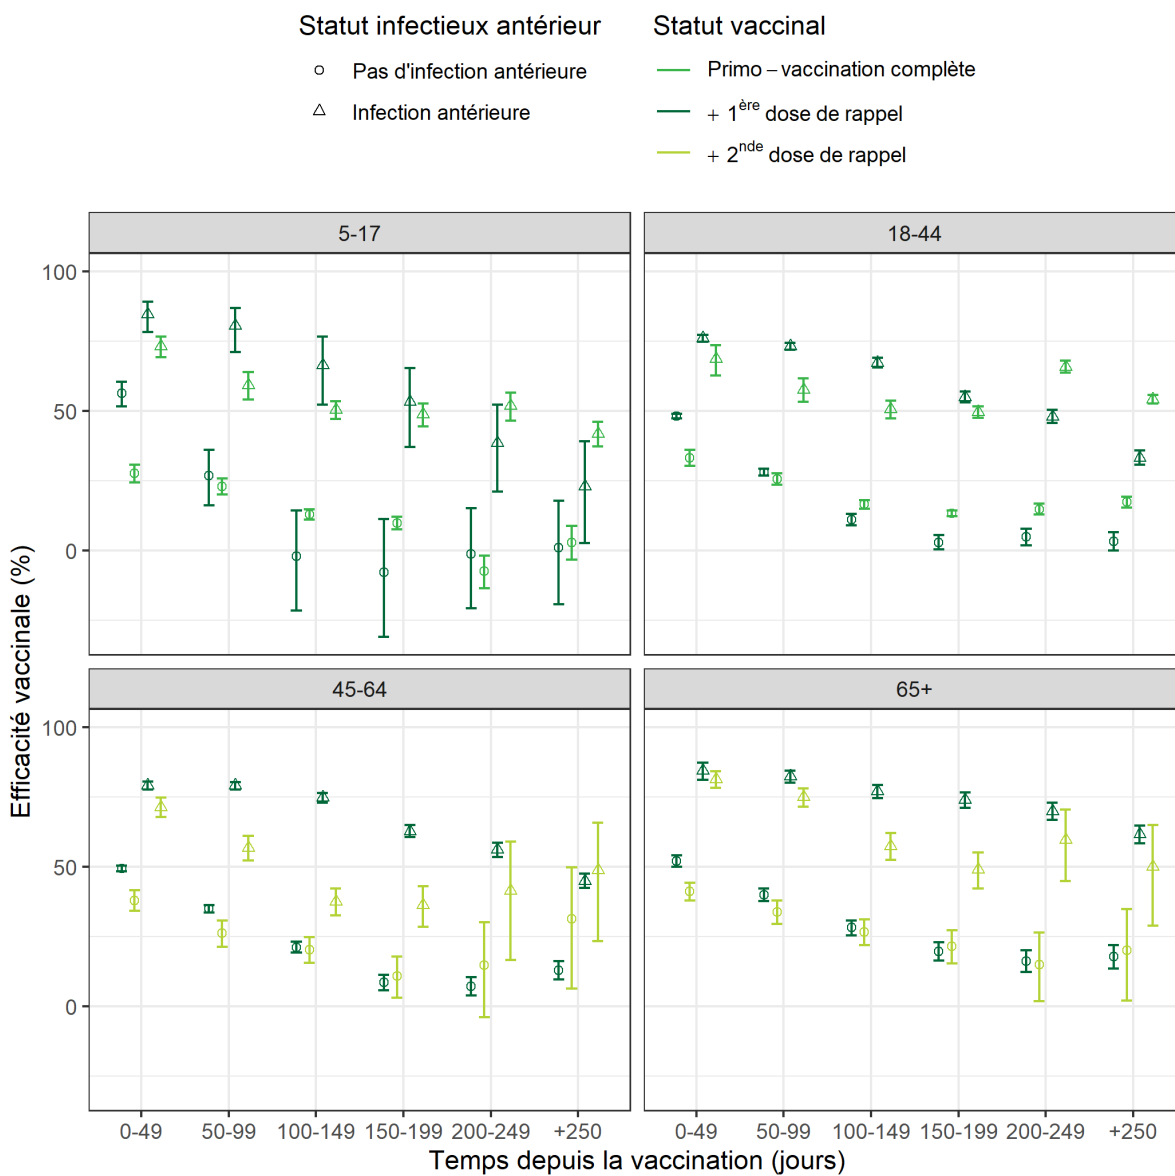 Statut infectieux antérieur
Pas d'infection antérieure
Infection antérieure
Statut vaccinal
Primo – vaccination complète
+ 1ère dose de rappel
+ 2nde dose de rappel
5-17
18-44
100
50
0
45-64
65+
100
50
0
Efficacité vaccinale (%)
0-49 50-99 100-149 150-199 200-249 +250
0-49 50-99 100-149 150-199 200-249 +250
Temps depuis la vaccination (jours)